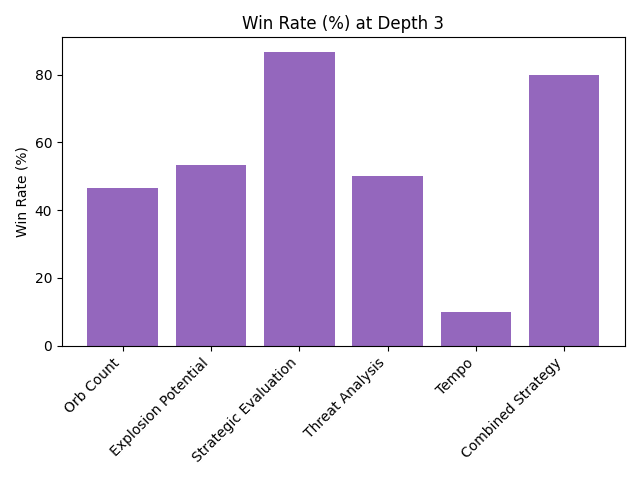 Win Rate (%) at Depth 3
Win Rate (%)
80
60
40
20
0
Orb Count
Explosion Potential
Strategic Evaluation
Threat Analysis
Tempo
Combined Strategy